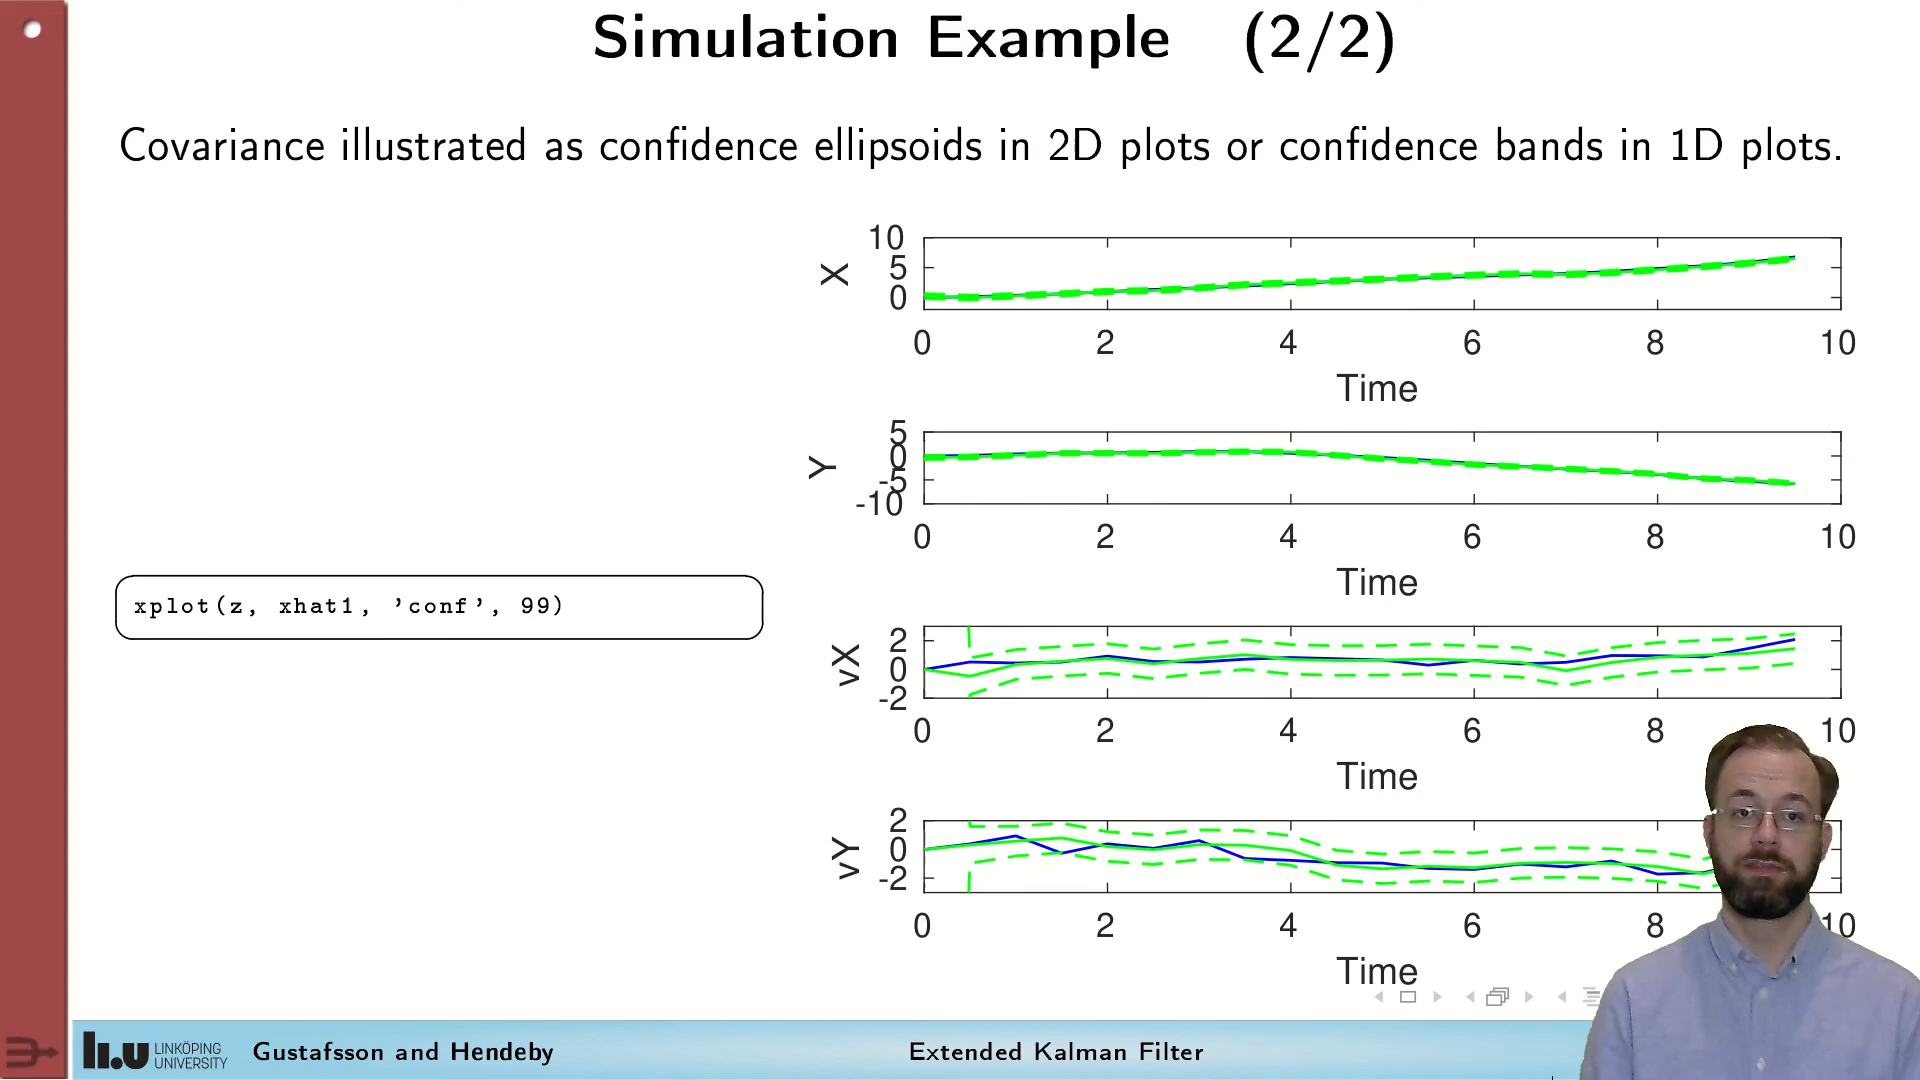 Simulation Example (2/2)
Covariance illustrated as confidence ellipsoids in 2D plots or confidence bands in 1D plots.
xplot(z, xhat1, ’conf’, 99)
10
5
0
X
0 2 4 6 8 10
Time
5
0
-5
-10
Y
0 2 4 6 8 10
Time
2
0
-2
vX
0 2 4 6 8 10
Time
2
0
-2
vY
0 2 4 6 8 10
Time
li.u LINKÖPING
UNIVERSITY
Gustafsson and Hendeby
Extended Kalman Filter